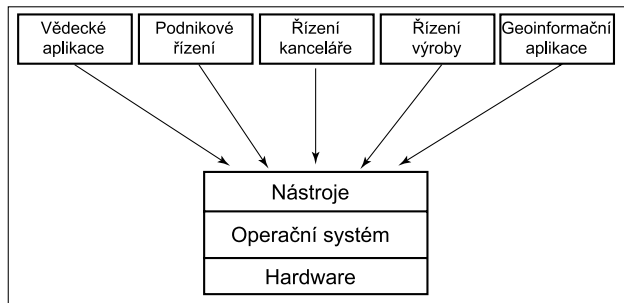 Vědecké
aplikace
Podnikové
řízení
Řízení
kanceláře
Řízení
výroby
Geoinformační
aplikace
Nástroje
Operační systém
Hardware